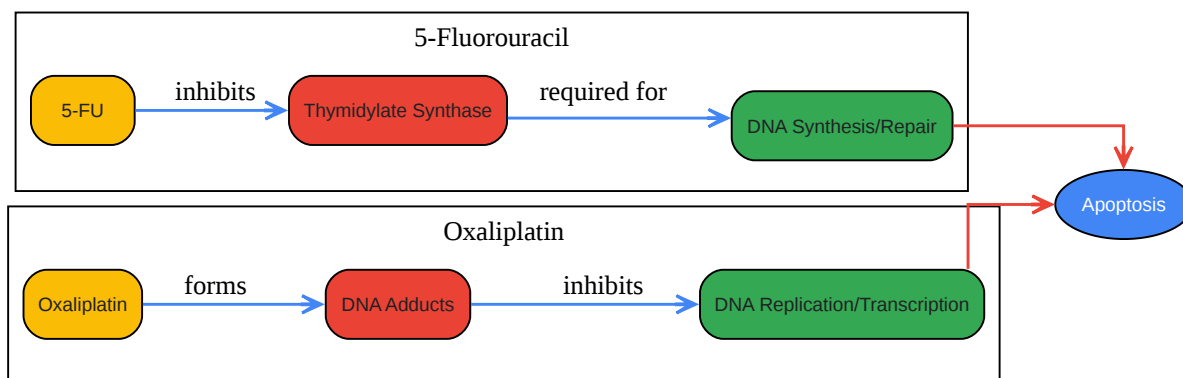 5-Fluorouracil
5-FU
inhibits
Thymidylate Synthase
required for
DNA Synthesis/Repair
Apoptosis
Oxaliplatin
Oxaliplatin
forms
DNA Adducts
inhibits
DNA Replication/Transcription